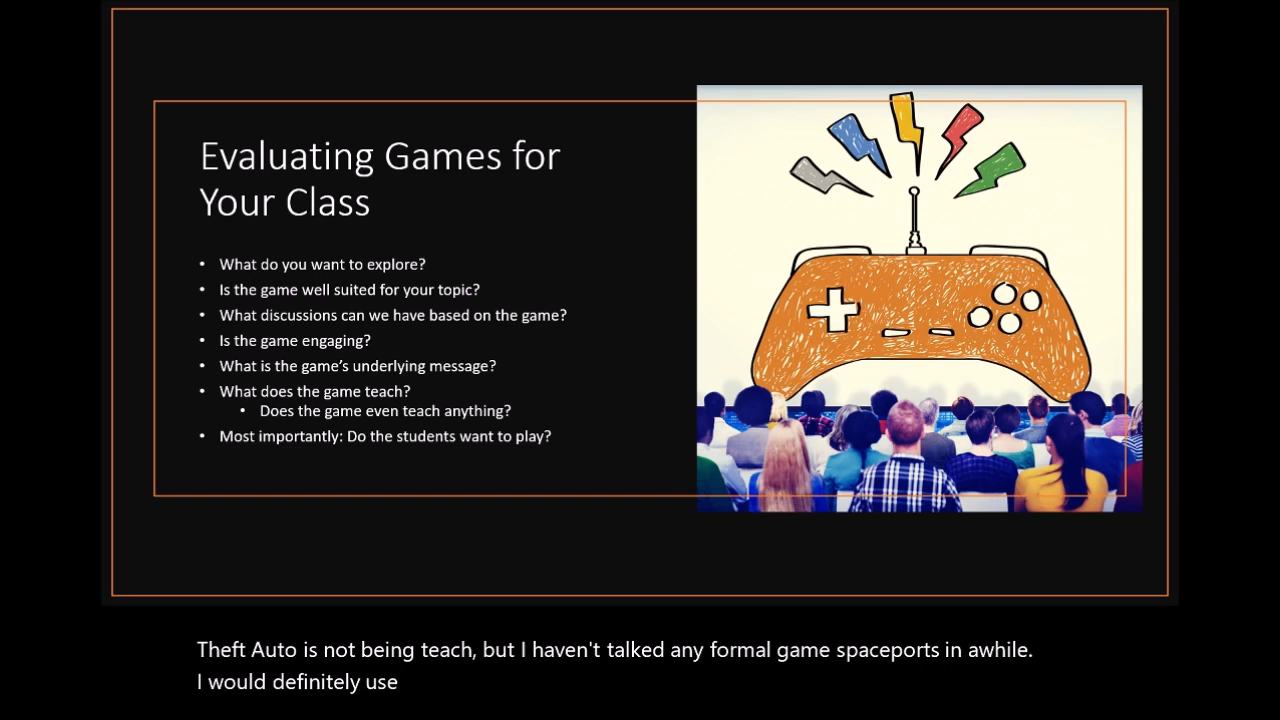 Evaluating Games for
Your Class
• What do you want to explore?
• Is the game well suited for your topic?
• What discussions can we have based on the game?
• Is the game engaging?
• What is the game's underlying message?
• What does the game teach?
• Does the game even teach anything?
• Most importantly: Do the students want to play?
Theft Auto is not being teach, but I haven't talked any formal game spaceports in awhile.
I would definitely use